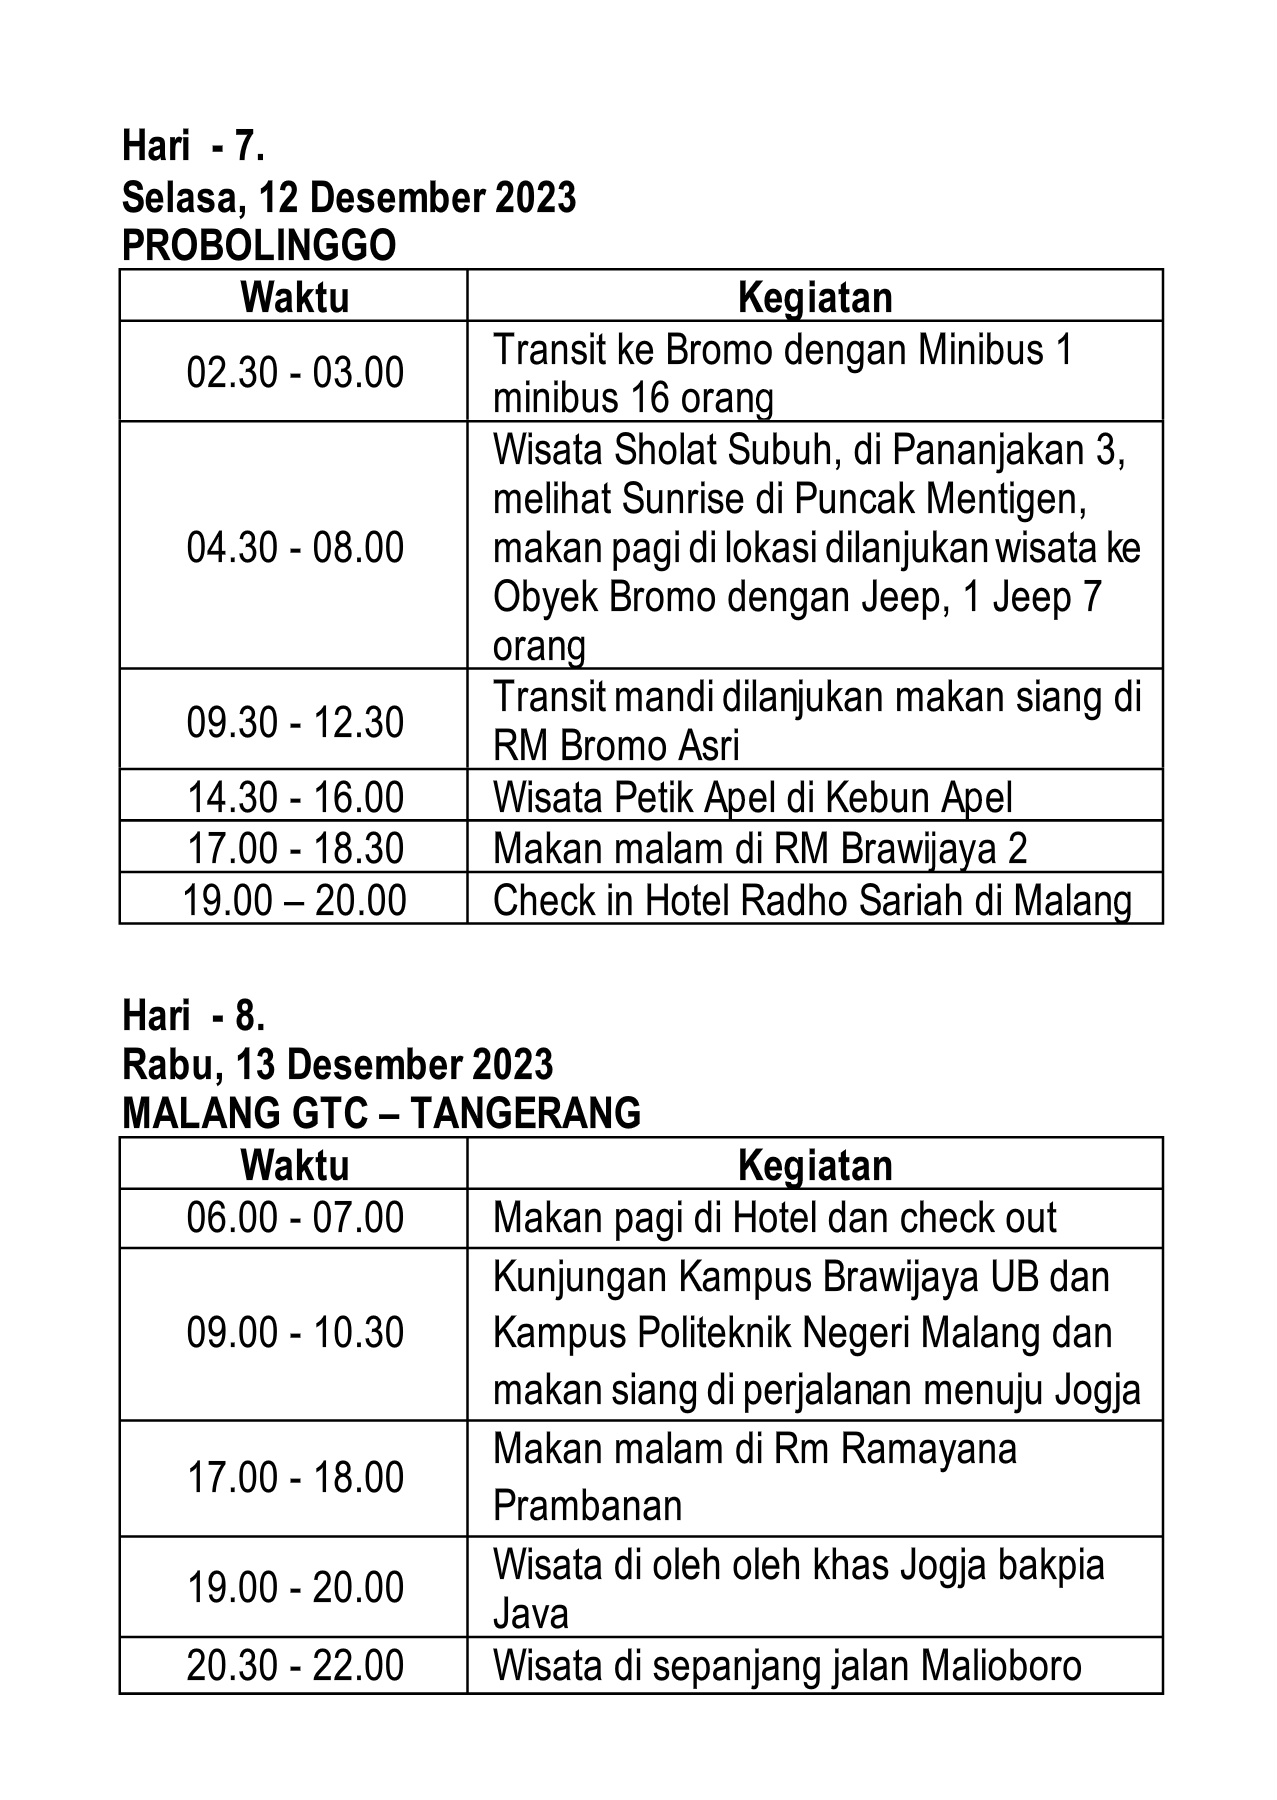 Hari - 7.
Selasa, 12 Desember 2023
PROBOLINGGO
Waktu Kegiatan
02.30 - 03.00
Transit ke Bromo dengan Minibus 1
minibus 16 orang
04.30 - 08.00
Wisata Sholat Subuh, di Pananjakan 3,
melihat Sunrise di Puncak Mentigen,
makan pagi di lokasi dilanjukan wisata ke
Obyek Bromo dengan Jeep, 1 Jeep 7
orang
09.30 - 12.30
Transit mandi dilanjukan makan siang di
RM Bromo Asri
14.30 - 16.00 Wisata Petik Apel di Kebun Apel
17.00 - 18.30 Makan malam di RM Brawijaya 2
19.00 – 20.00 Check in Hotel Radho Sariah di Malang
Hari - 8.
Rabu, 13 Desember 2023
MALANG GTC – TANGERANG
Waktu Kegiatan
06.00 - 07.00 Makan pagi di Hotel dan check out
09.00 - 10.30
Kunjungan Kampus Brawijaya UB dan
Kampus Politeknik Negeri Malang dan
makan siang di perjalanan menuju Jogja
17.00 - 18.00
Makan malam di Rm Ramayana
Prambanan
19.00 - 20.00
Wisata di oleh oleh khas Jogja bakpia
Java
20.30 - 22.00 Wisata di sepanjang jalan Malioboro